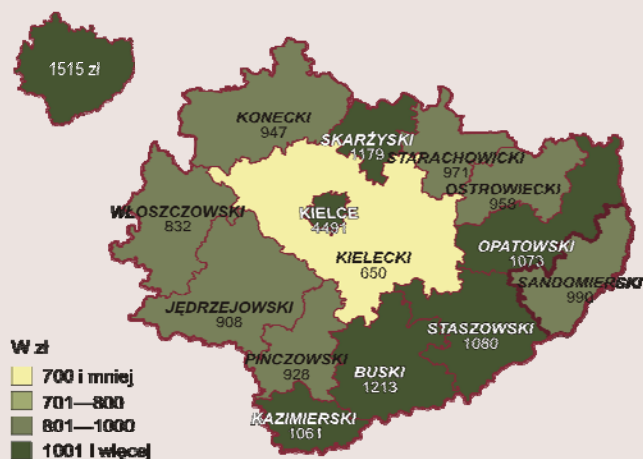 1515 zł
KONECKI
947
SKARŻYSKI
1179
STARACHOWICKI
971
OSTROWIECKI
958
WŁOSZCZOWSKI
832
KIELCE
4491
KIELECKI
650
OPATOWSKI
1073
SANDOMIERSKI
990
JĘDRZEJOWSKI
908
STASZOWSKI
1080
PIŃCZOWSKI
928
BUSKI
1213
KAZIMIERSKI
1061
W zł
700 i mniej
701—800
801—1000
1001 i więcej